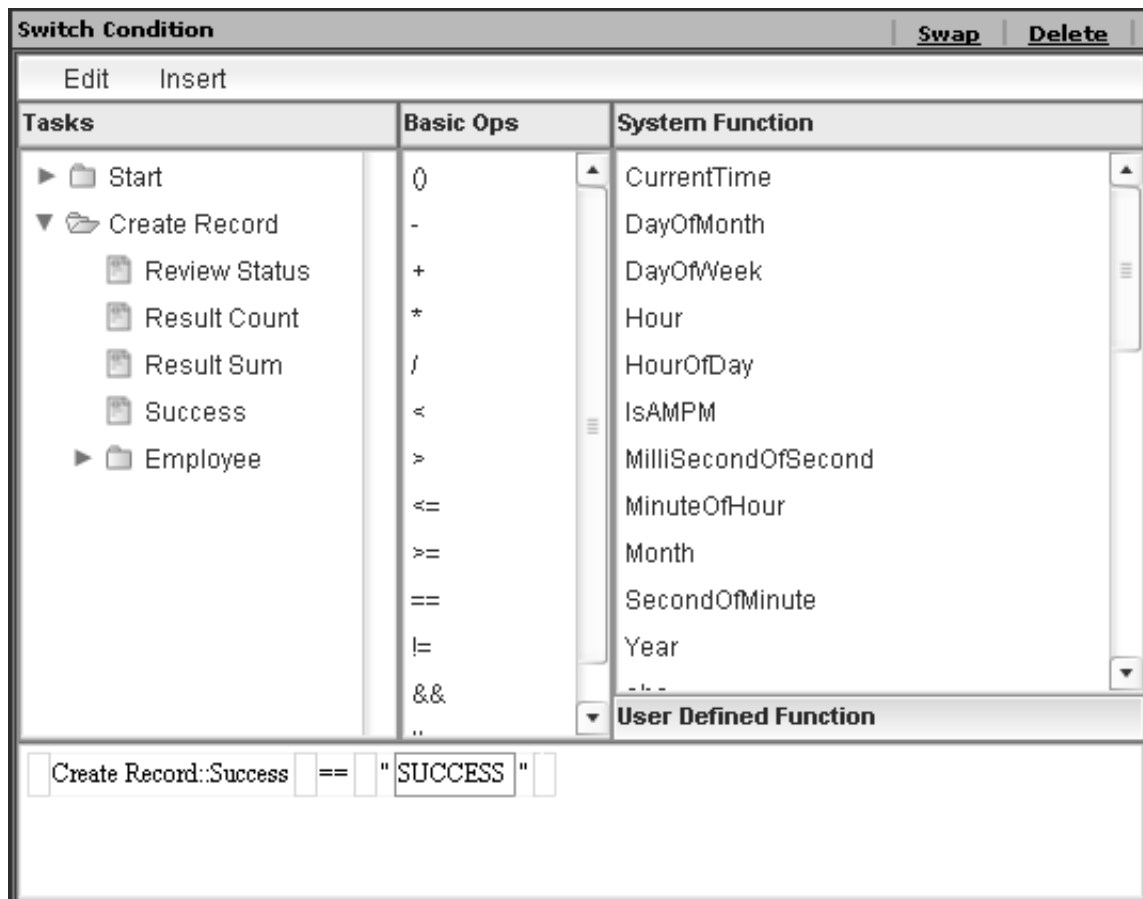 Switch Condition
Swap
Delete
Edit
Insert
Tasks
Start
Create Record
Review Status
Result Count
Result Sum
Success
Employee
Basic Ops
()
-
+
*
/
<
>
<=
>=
==
!=
&&
System Function
CurrentTime
DayOfMonth
DayOfWeek
Hour
HourOfDay
IsAMPM
MilliSecondOfSecond
MinuteOfHour
Month
SecondOfMinute
Year
User Defined Function
Create Record::Success == "SUCCESS"